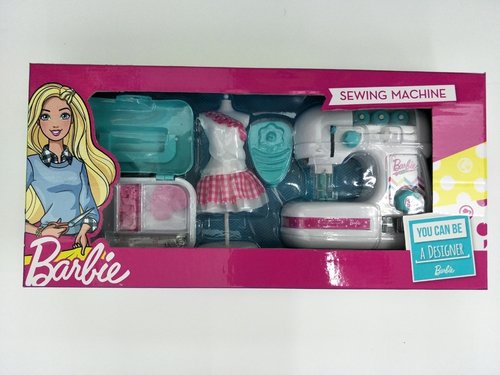 SEWING MACHINE
Barbie
YOU CAN BE
A DESIGNER
Barbie
Barbie